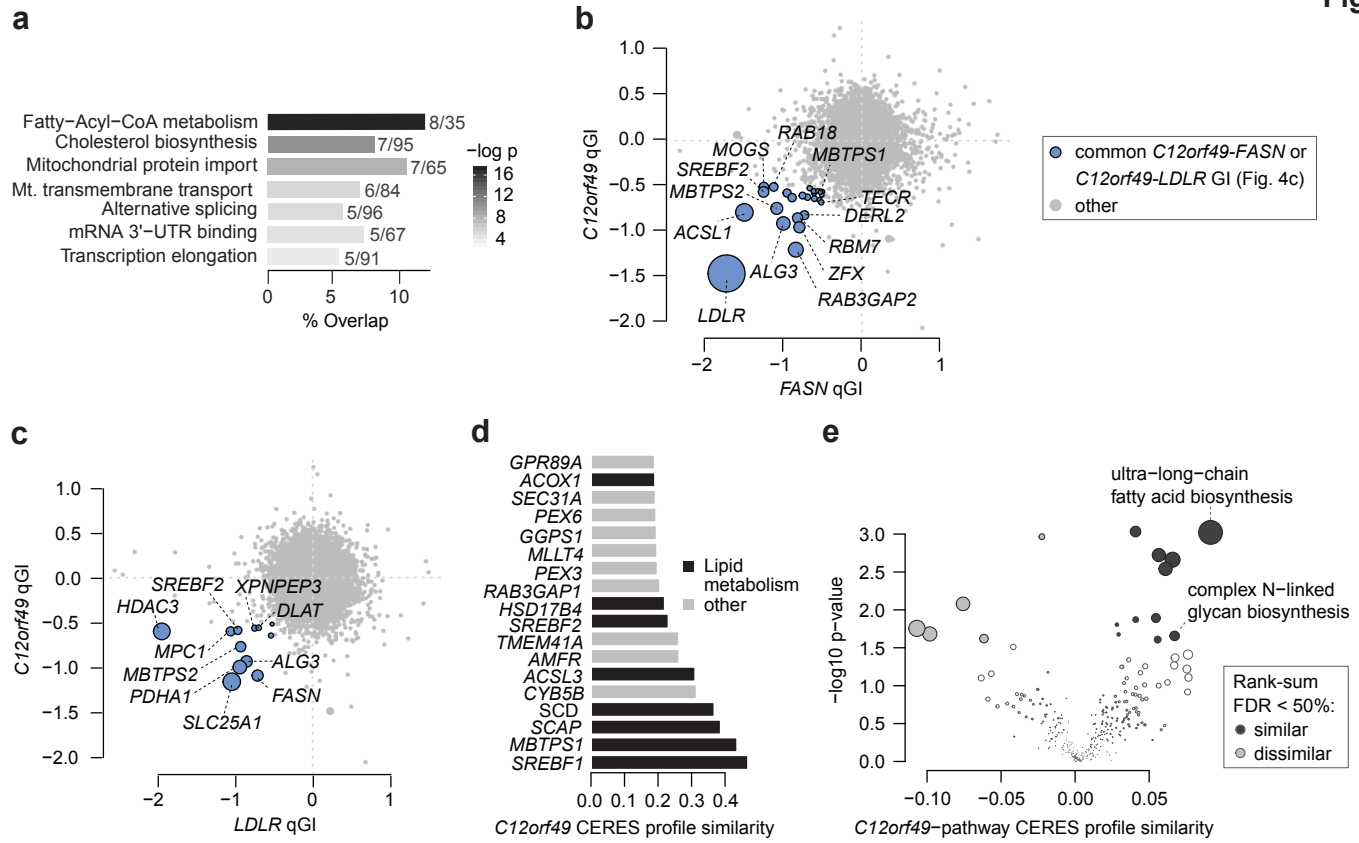 Fig
a
Fatty−Acyl−CoA metabolism 8/35
Cholesterol biosynthesis 7/95
Mitochondrial protein import 7/65
Mt. transmembrane transport 6/84
Alternative splicing 5/96
mRNA 3'−UTR binding 5/67
Transcription elongation 5/91
0 5 10
% Overlap
−log p
16
12
8
4
b
1.0
0.5
0.0
−0.5
−1.0
−1.5
−2.0
C12orf49 qGI
RAB18
MOGS
MBTPS1
SREBF2
MBTPS2
TECR
DERL2
ACSL1
RBM7
ALG3
ZFX
RAB3GAP2
LDLR
−2 −1 0 1
FASN qGI
common C12orf49-FASN or
C12orf49-LDLR GI (Fig. 4c)
other
c
1.0
0.5
0.0
−0.5
−1.0
−1.5
−2.0
C12orf49 qGI
SREBF2 XPNPEP3
HDAC3 DLAT
MPC1
MBTPS2 ALG3
PDHA1 FASN
SLC25A1
−2 −1 0 1
LDLR qGI
d
GPR89A
ACOX1
SEC31A
PEX6
GGPS1
MLLT4
PEX3
RAB3GAP1
HSD17B4
SREBF2
TMEM41A
AMFR
ACSL3
CYB5B
SCD
SCAP
MBTPS1
SREBF1
Lipid
metabolism
other
0.0 0.1 0.2 0.3 0.4
C12orf49 CERES profile similarity
e
ultra−long−chain
fatty acid biosynthesis
complex N−linked
glycan biosynthesis
3.0
2.5
2.0
1.5
1.0
0.5
0.0
−log10 p−value
−0.10 −0.05 0.00 0.05
C12orf49−pathway CERES profile similarity
Rank-sum
FDR < 50%:
similar
dissimilar